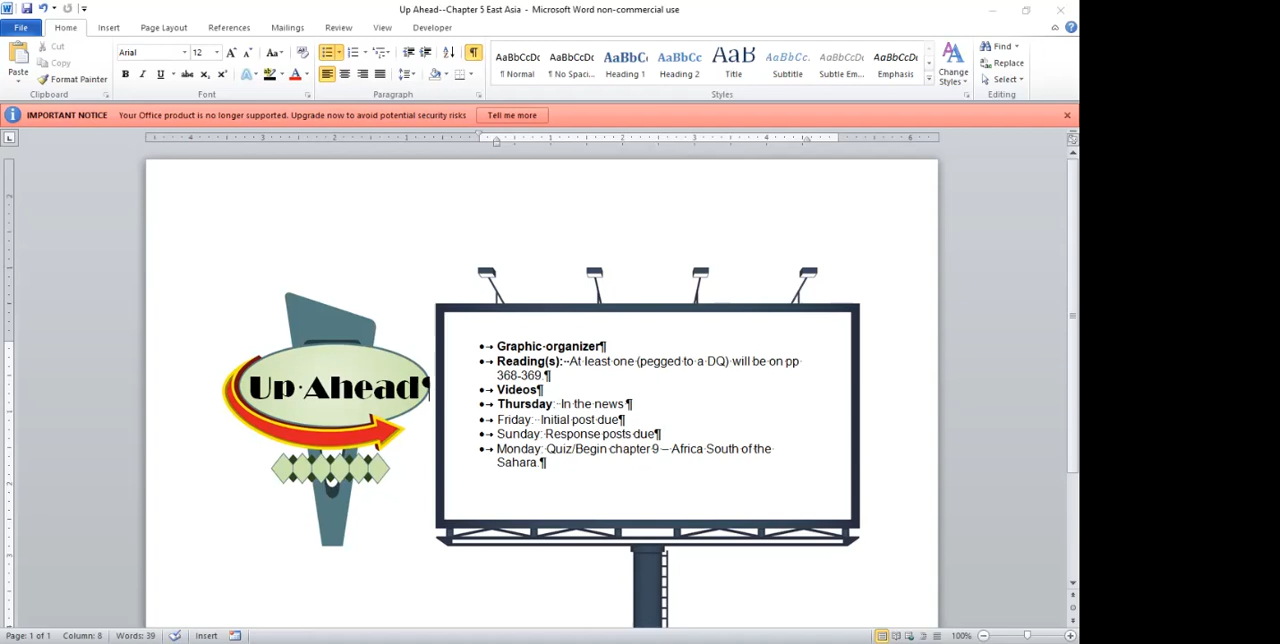 Up Ahead--Chapter 5 East Asia - Microsoft Word non-commercial use
File Home Insert Page Layout References Mailings Review View Developer
Paste
Cut
Copy
Format Painter
Clipboard
Arial 12
Font
Paragraph
AaBbCcDc AaBbCcDc AaBbC AaBbCc AaB AaBbCc. AaBbCcDc AaBbCcDc
¶ Normal ¶ No Spaci... Heading 1 Heading 2 Title Subtitle Subtle Em... Emphasis
Change Styles
Styles
Find
Replace
Select
Editing
IMPORTANT NOTICE Your Office product is no longer supported. Upgrade now to avoid potential security risks Tell me more
Up Ahead¶
Graphic organizer¶
Reading(s): At least one (pegged to a DQ) will be on pp
368-369.¶
Videos¶
Thursday: In the news¶
Friday: Initial post due¶
Sunday: Response posts due¶
Monday: Quiz/Begin chapter 9 – Africa South of the
Sahara.¶
Page: 1 of 1 Column: 8 Words: 39 Insert 100%